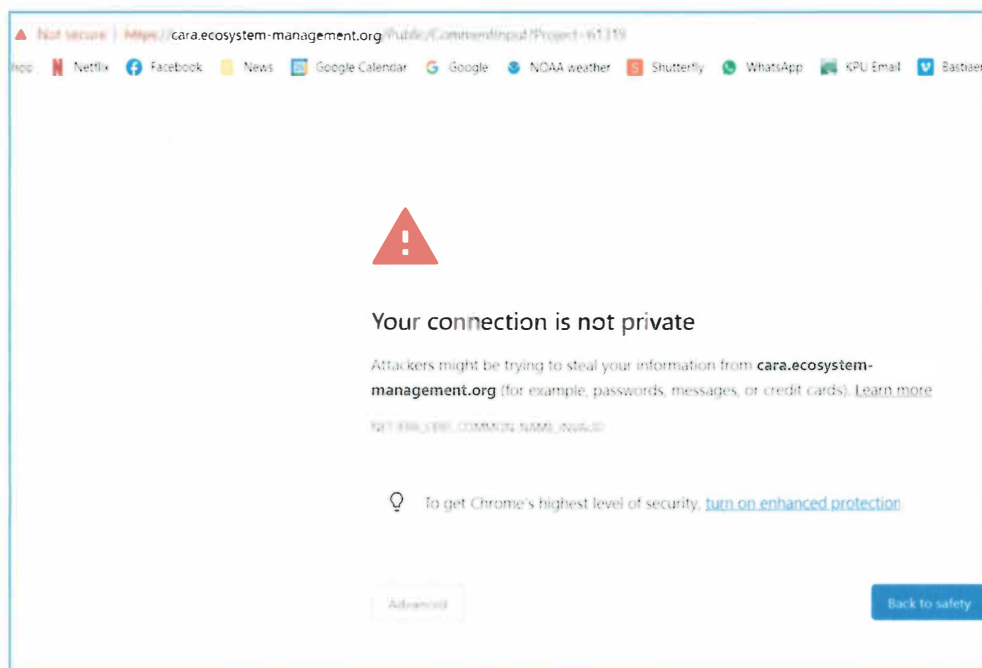 Not secure | https://cara.ecosystem-management.org/Public/CommentInput?Project=61319
Netflix Facebook News Google Calendar Google NOAA weather Shutterfly WhatsApp KPU Email
Your connection is not private
Attackers might be trying to steal your information from cara.ecosystem-
management.org (for example, passwords, messages, or credit cards). Learn more
NET::ERR_CERT_COMMON_NAME_INVALID
To get Chrome's highest level of security, turn on enhanced protection
Advanced
Back to safety